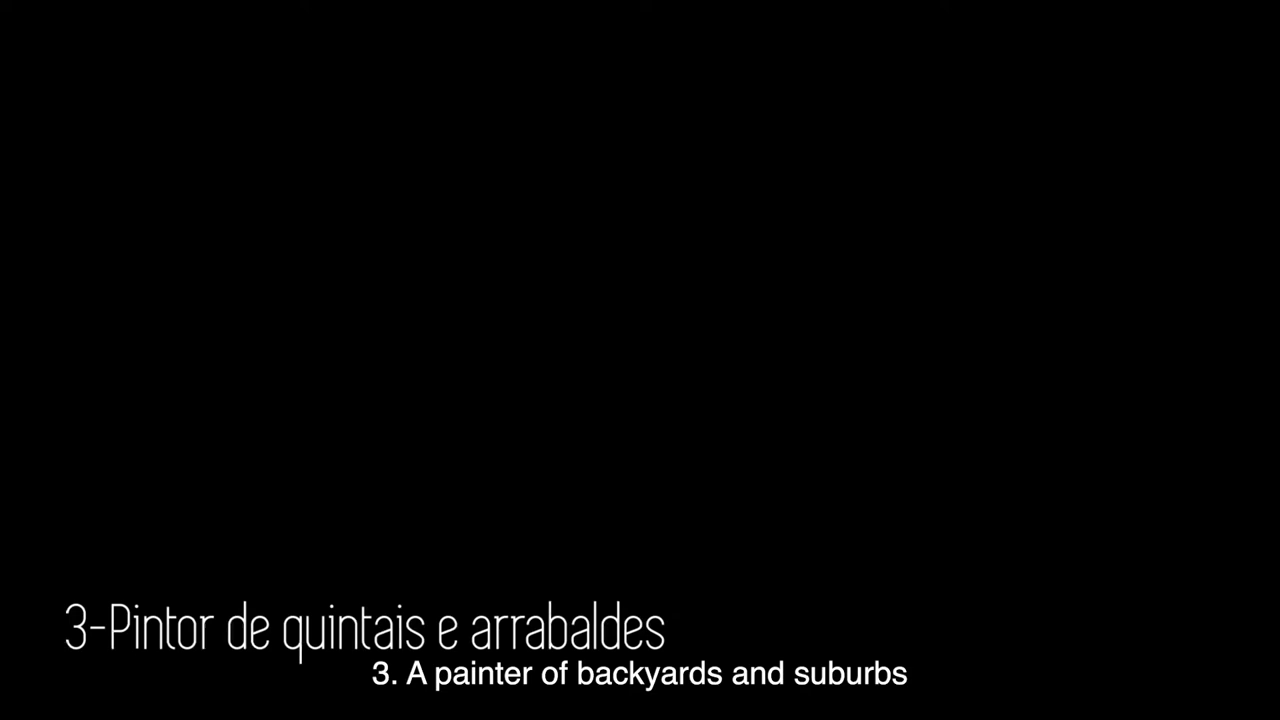 3-Pintor de quintais e arrabaldes
3. A painter of backyards and suburbs